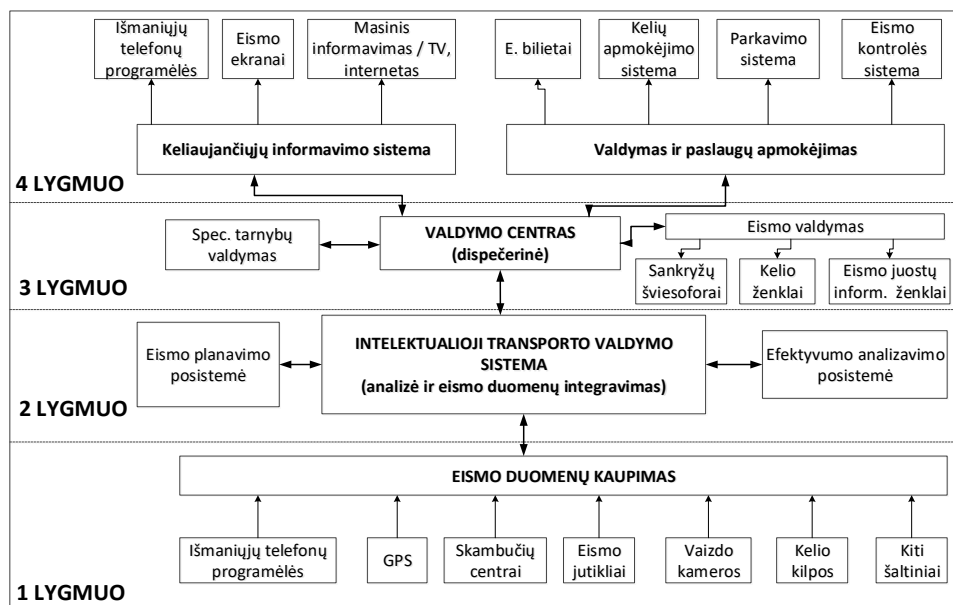 Išmaniųjų
telefonų
programėlės
Eismo
ekranai
Masinis
informavimas / TV,
internetas
E. bilietai
Kelių
apmokėjimo
sistema
Parkavimo
sistema
Eismo
kontrolės
sistema
Keliaujančiųjų informavimo sistema
Valdymas ir paslaugų apmokėjimas
4 LYGMUO
Spec. tarnybų
valdymas
VALDYMO CENTRAS
(dispečerinė)
Eismo valdymas
Sankryžų
šviesoforai
Kelio
ženklai
Eismo juostų
inform. ženklai
3 LYGMUO
Eismo planavimo
posistemė
INTELEKTUALIOJI TRANSPORTO VALDYMO
SISTEMA
(analizė ir eismo duomenų integravimas)
Efektyvumo analizavimo
posistemė
2 LYGMUO
EISMO DUOMENŲ KAUPIMAS
Išmaniųjų telefonų
programėlės
GPS
Skambučių
centrai
Eismo
jutikliai
Vaizdo
kameros
Kelio
kilpos
Kiti
šaltiniai
1 LYGMUO